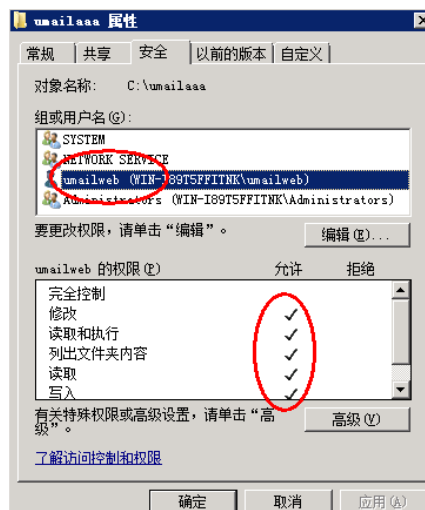 umailaaa 属性
常规 共享 安全 以前的版本 自定义
对象名称: C:\umailaaa
组或用户名(G):
SYSTEM
NETWORK SERVICE
umailweb (WIN-I89T5FFITNK\umailweb)
Administrators (WIN-I89T5FFITNK\Administrators)
要更改权限，请单击“编辑”。 编辑(E)...
umailweb 的权限(P) 允许 拒绝
完全控制
修改
读取和执行
列出文件夹内容
读取
写入
有关特殊权限或高级设置，请单击“高
级”。 高级(V)
了解访问控制和权限
确定 取消 应用(A)